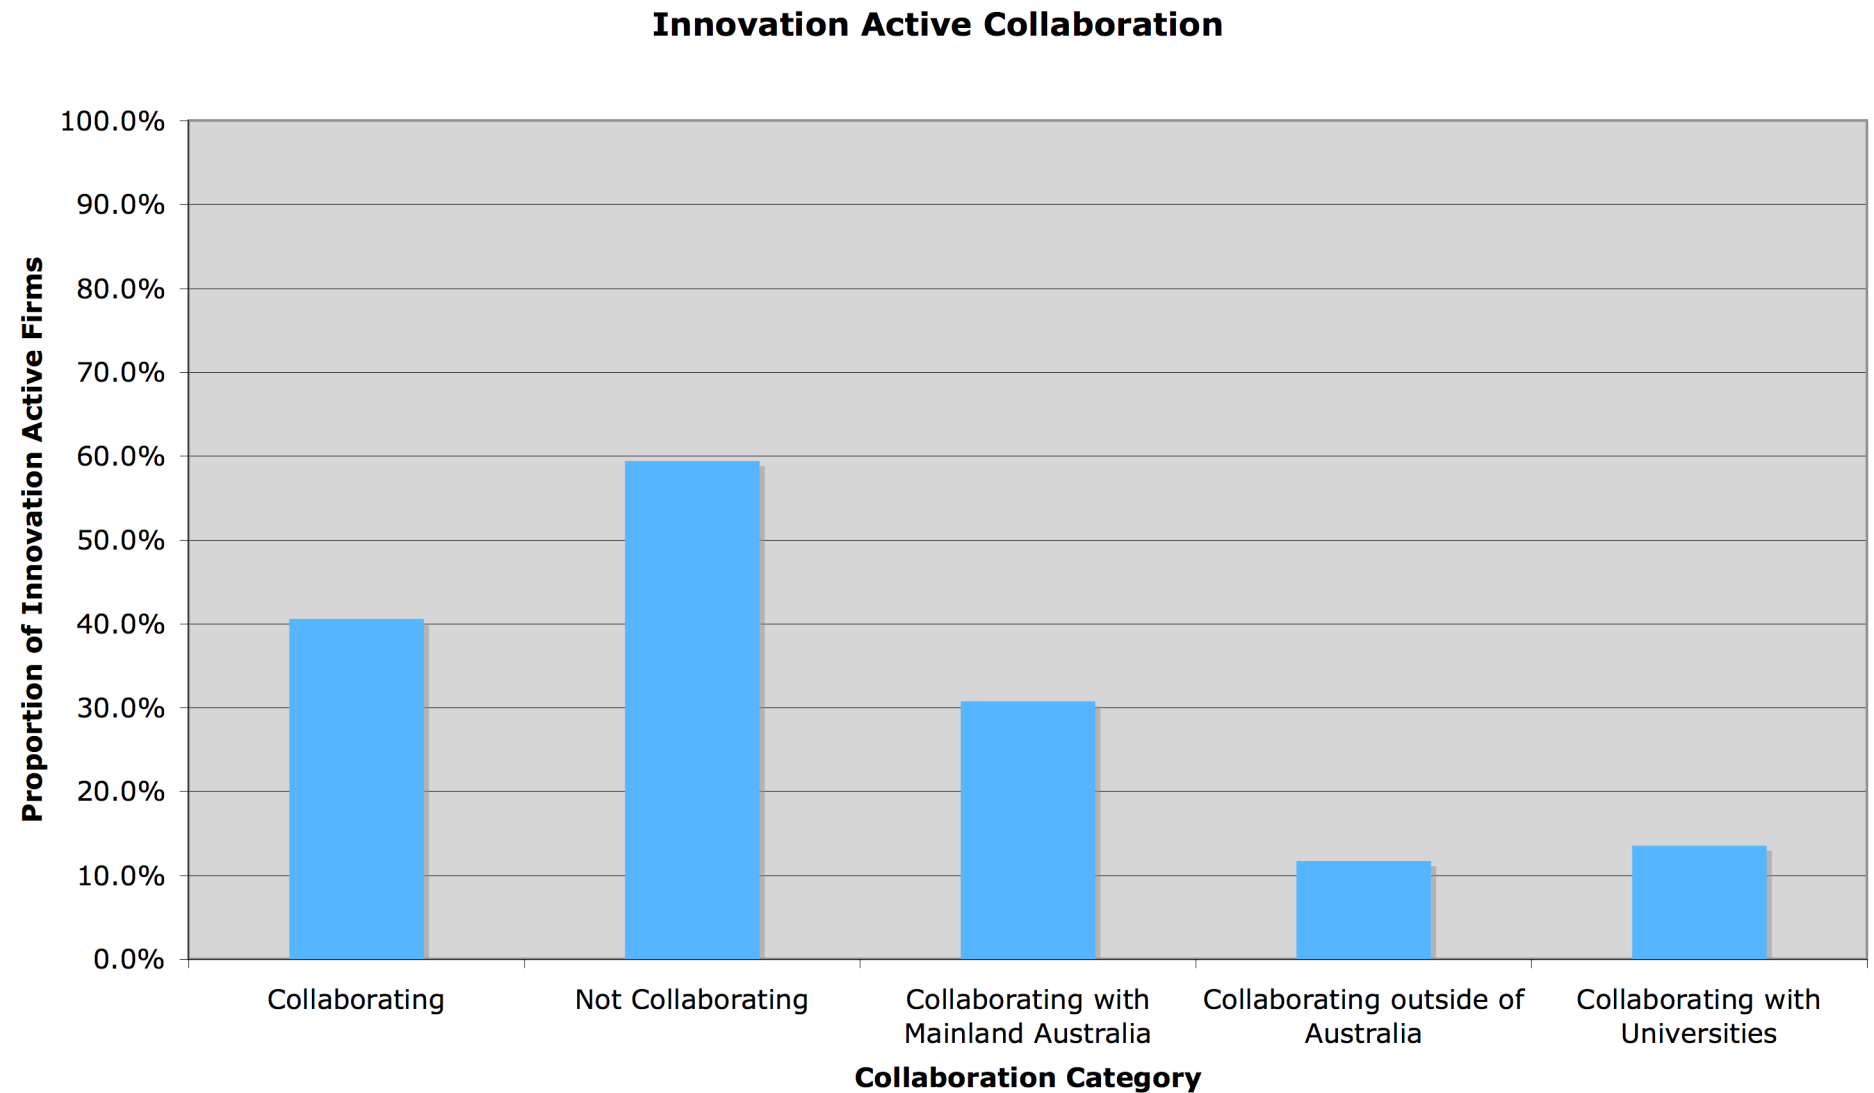 Innovation Active Collaboration
100.0%
90.0%
80.0%
70.0%
60.0%
50.0%
40.0%
30.0%
20.0%
10.0%
0.0%
Proportion of Innovation Active Firms
Collaborating
Not Collaborating
Collaborating with
Mainland Australia
Collaborating outside of
Australia
Collaborating with
Universities
Collaboration Category